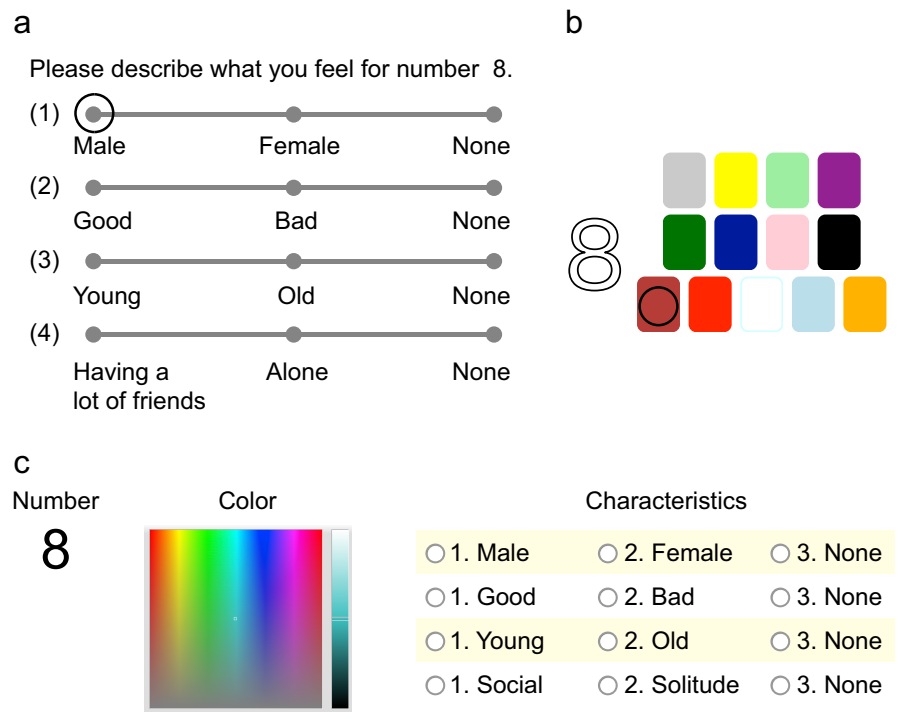 a
Please describe what you feel for number 8.
(1)
Male Female None
(2)
Good Bad None
(3)
Young Old None
(4)
Having a Alone None
lot of friends
b
8
c
Number Color Characteristics
8
1. Male 2. Female 3. None
1. Good 2. Bad 3. None
1. Young 2. Old 3. None
1. Social 2. Solitude 3. None